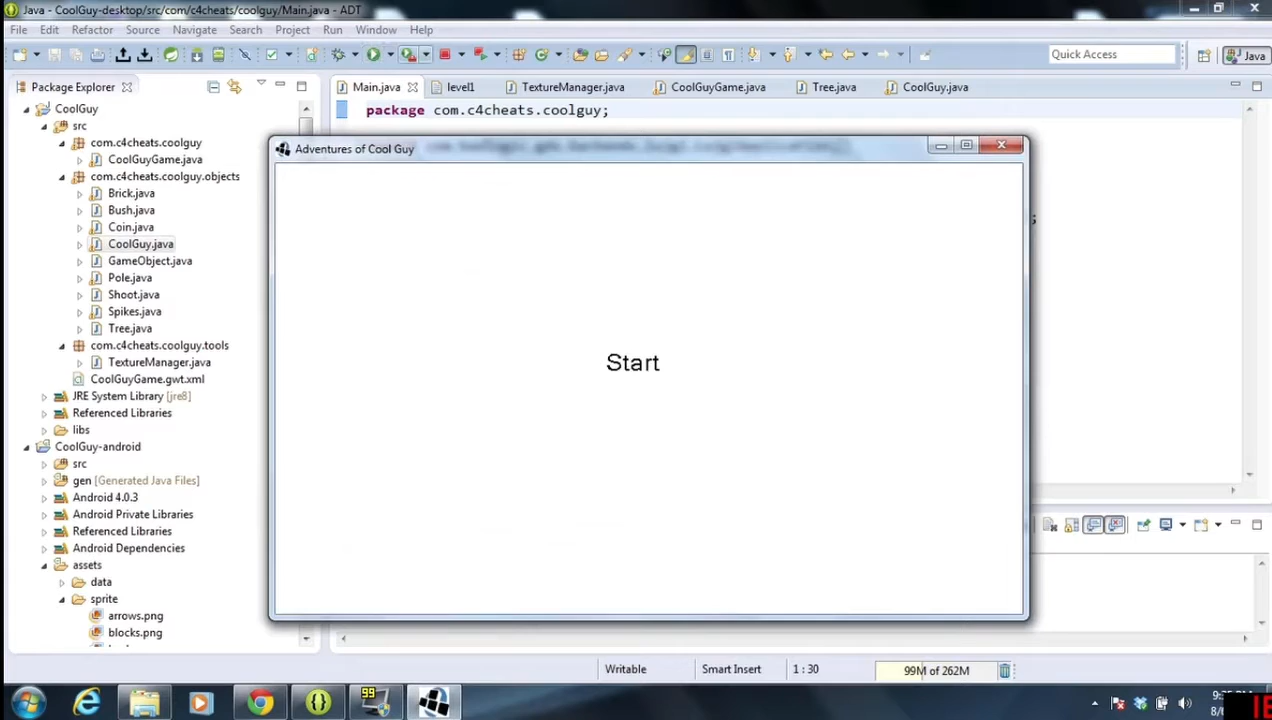 Java - CoolGuy-desktop/src/com/c4cheats/coolguy/Main.java - ADT
File Edit Refactor Source Navigate Search Project Run Window Help
Quick Access
Java
Package Explorer
Main.java level1 TextureManager.java CoolGuyGame.java Tree.java CoolGuy.java
package com.c4cheats.coolguy;
CoolGuy
src
com.c4cheats.coolguy
CoolGuyGame.java
com.c4cheats.coolguy.objects
Brick.java
Bush.java
Coin.java
CoolGuy.java
GameObject.java
Pole.java
Shoot.java
Spikes.java
Tree.java
com.c4cheats.coolguy.tools
TextureManager.java
CoolGuyGame.gwt.xml
JRE System Library [jre8]
Referenced Libraries
libs
CoolGuy-android
src
gen [Generated Java Files]
Android 4.0.3
Android Private Libraries
Referenced Libraries
Android Dependencies
assets
data
sprite
arrows.png
blocks.png
Adventures of Cool Guy
Start
;
Writable Smart Insert 1 : 30 99M of 262M
99